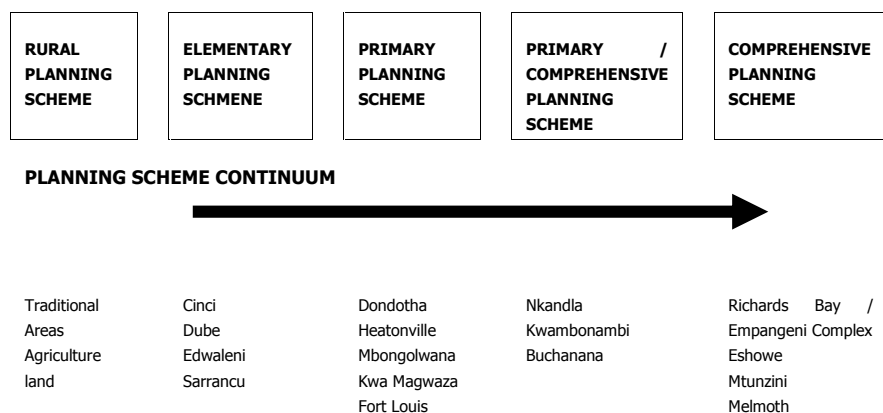 RURAL
PLANNING
SCHEME
ELEMENTARY
PLANNING
SCHMENE
PRIMARY
PLANNING
SCHEME
PRIMARY /
COMPREHENSIVE
PLANNING
SCHEME
COMPREHENSIVE
PLANNING
SCHEME
PLANNING SCHEME CONTINUUM
Traditional
Areas
Agriculture
land
Cinci
Dube
Edwaleni
Sarrancu
Dondotha
Heatonville
Mbongolwana
Kwa Magwaza
Fort Louis
Nkandla
Kwambonambi
Buchanana
Richards Bay /
Empangeni Complex
Eshowe
Mtunzini
Melmoth